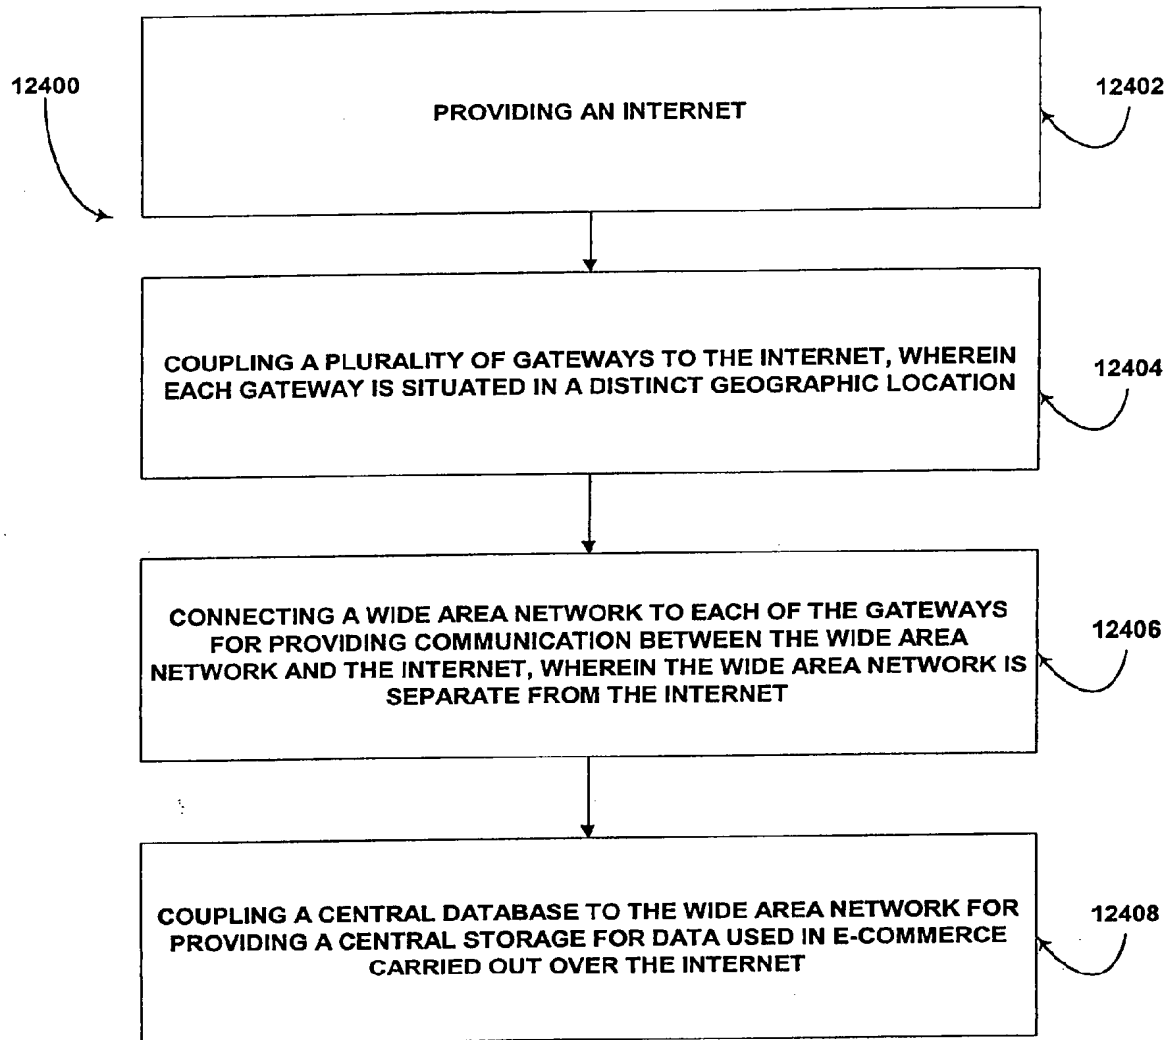 12400
PROVIDING AN INTERNET
12402
COUPLING A PLURALITY OF GATEWAYS TO THE INTERNET, WHEREIN
EACH GATEWAY IS SITUATED IN A DISTINCT GEOGRAPHIC LOCATION
12404
CONNECTING A WIDE AREA NETWORK TO EACH OF THE GATEWAYS
FOR PROVIDING COMMUNICATION BETWEEN THE WIDE AREA
NETWORK AND THE INTERNET, WHEREIN THE WIDE AREA NETWORK IS
SEPARATE FROM THE INTERNET
12406
COUPLING A CENTRAL DATABASE TO THE WIDE AREA NETWORK FOR
PROVIDING A CENTRAL STORAGE FOR DATA USED IN E-COMMERCE
CARRIED OUT OVER THE INTERNET
12408